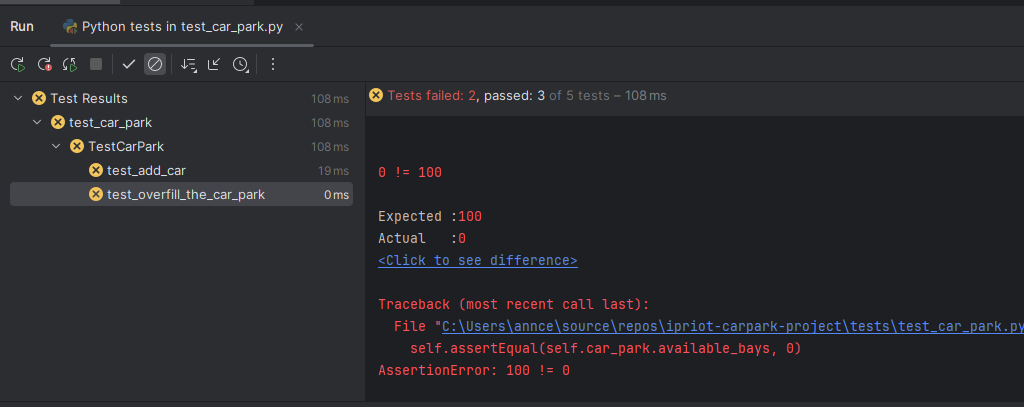 Run Python tests in test_car_park.py
Test Results 108 ms
test_car_park 108 ms
TestCarPark 108 ms
test_add_car 19 ms
test_overfill_the_car_park 0 ms
Tests failed: 2, passed: 3 of 5 tests – 108 ms
0 != 100
Expected :100
Actual   :0
<Click to see difference>
Traceback (most recent call last):
  File "C:\Users\annce\source\repos\ipriot-carpark-project\tests\test_car_park.py
    self.assertEqual(self.car_park.available_bays, 0)
AssertionError: 100 != 0